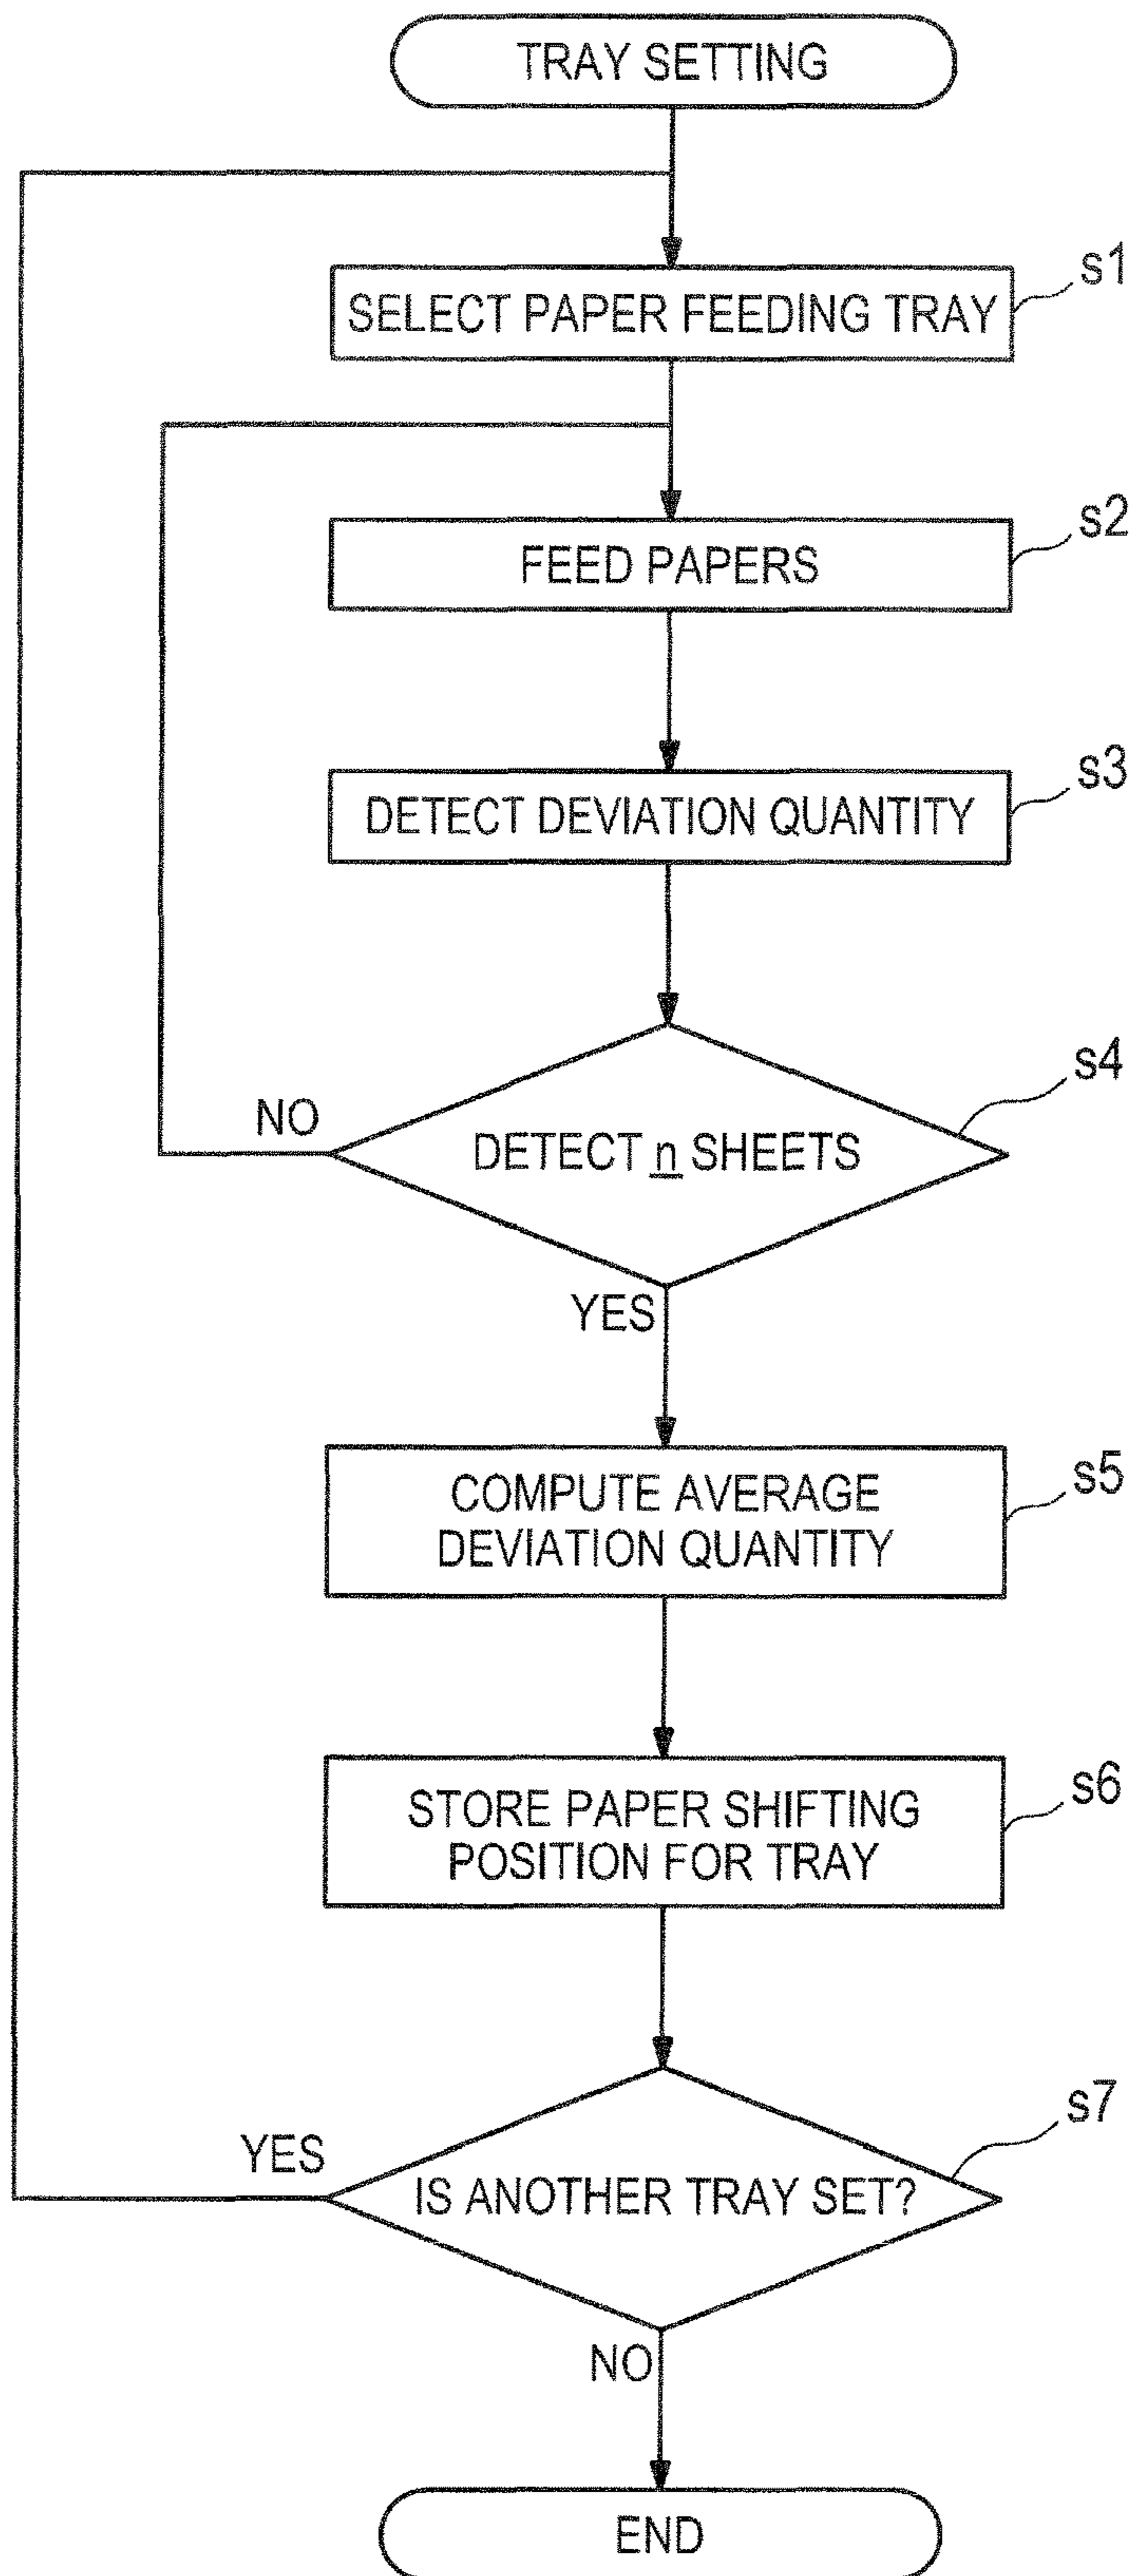 TRAY SETTING
s1
SELECT PAPER FEEDING TRAY
s2
FEED PAPERS
s3
DETECT DEVIATION QUANTITY
s4
NO
DETECT n SHEETS
YES
s5
COMPUTE AVERAGE
DEVIATION QUANTITY
s6
STORE PAPER SHIFTING
POSITION FOR TRAY
s7
YES
IS ANOTHER TRAY SET?
NO
END